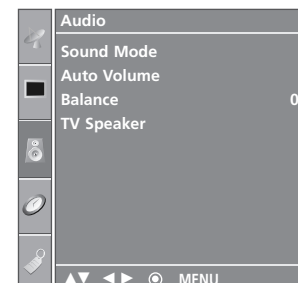 Audio
Sound Mode
Auto Volume
Balance 0
TV Speaker
▲▼ ◀▶ ◉ MENU